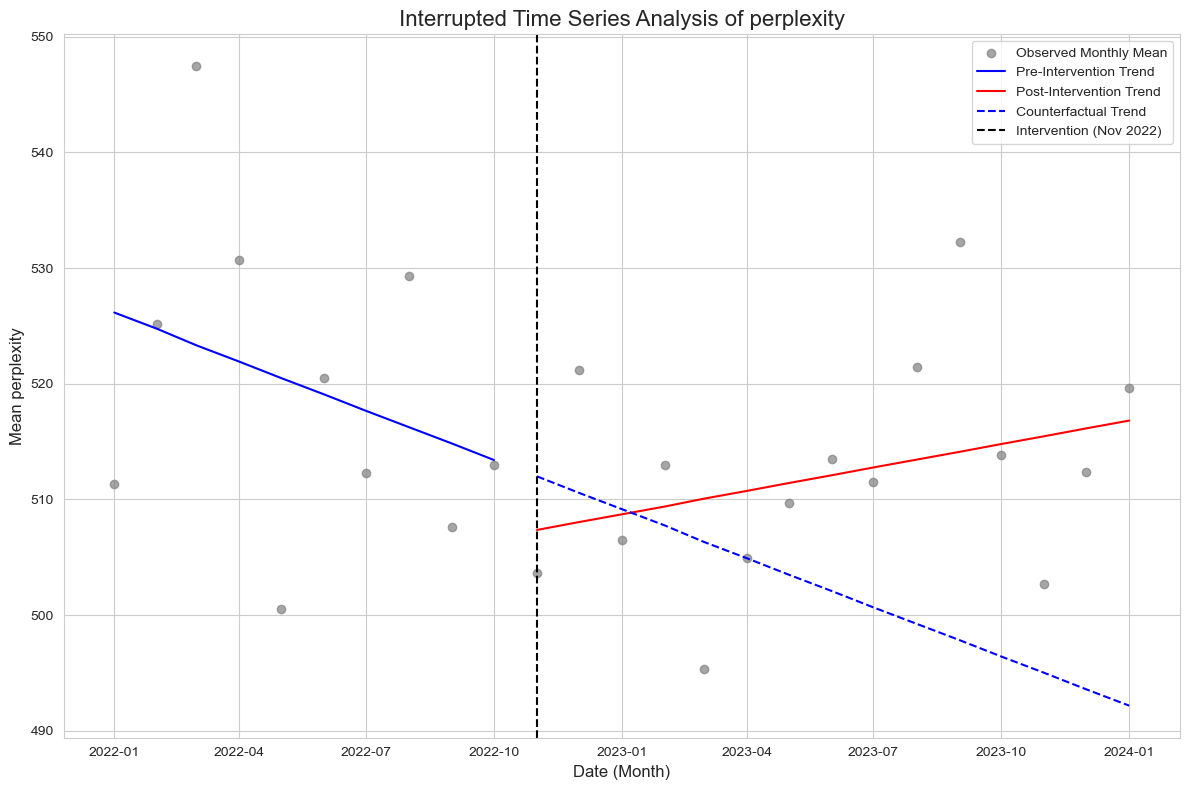 Interrupted Time Series Analysis of perplexity
Observed Monthly Mean
Pre-Intervention Trend
Post-Intervention Trend
Counterfactual Trend
Intervention (Nov 2022)
Mean perplexity
550
540
530
520
510
500
490
2022-01 2022-04 2022-07 2022-10 2023-01 2023-04 2023-07 2023-10 2024-01
Date (Month)